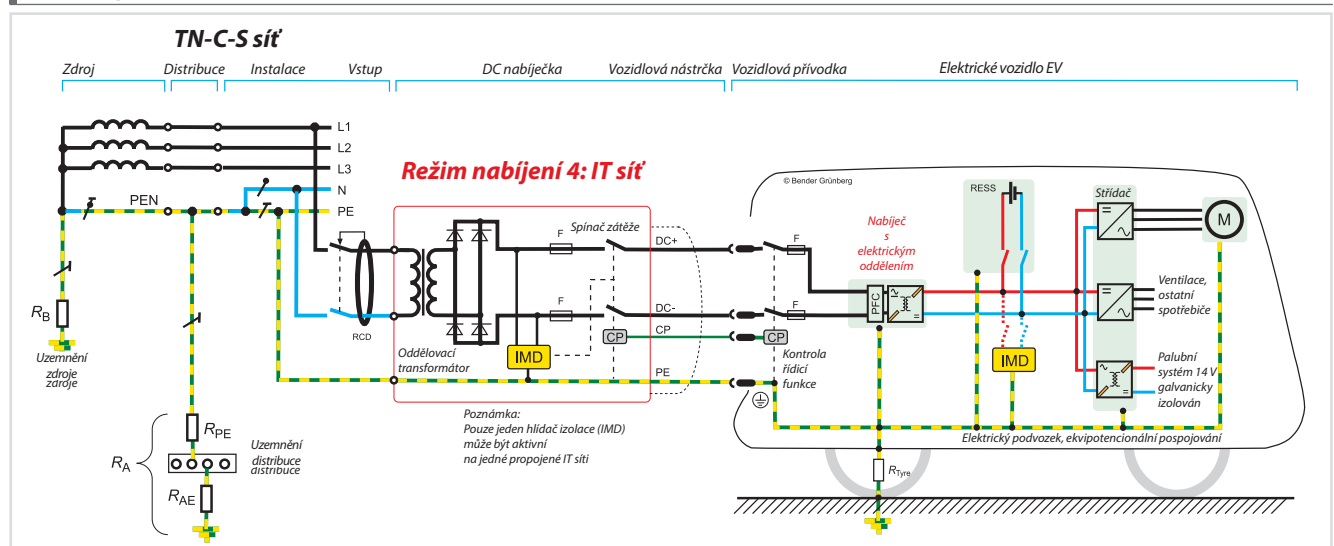 TN-C-S síť
Zdroj
Distribuce
Instalace
Vstup
DC nabíječka
Vozidlová nástrčka
Vozidlová přívodka
Elektrické vozidlo EV
L1
L2
L3
N
PE
PEN
Režim nabíjení 4: IT síť
© Bender Grünberg
RESS
Střídač
M
Spínač zátěže
F
DC+
F
Nabíječ
s
elektrickým
oddělením
PFC
F
DC-
F
CP
CP
CP
PE
RCD
Oddělovací
transformátor
IMD
Kontrola
řídicí
funkce
IMD
Ventilace,
ostatní
spotřebiče
Palubní
systém 14 V
galvanicky
izolován
RB
Uzemnění
zdroje
zdroje
Poznámka:
Pouze jeden hlídač izolace (IMD)
může být aktivní
na jedné propojené IT síti
Elektrický podvozek, ekvipotencionální pospojování
RPE
RA
Uzemnění
distribuce
distribuce
RAE
RTyre